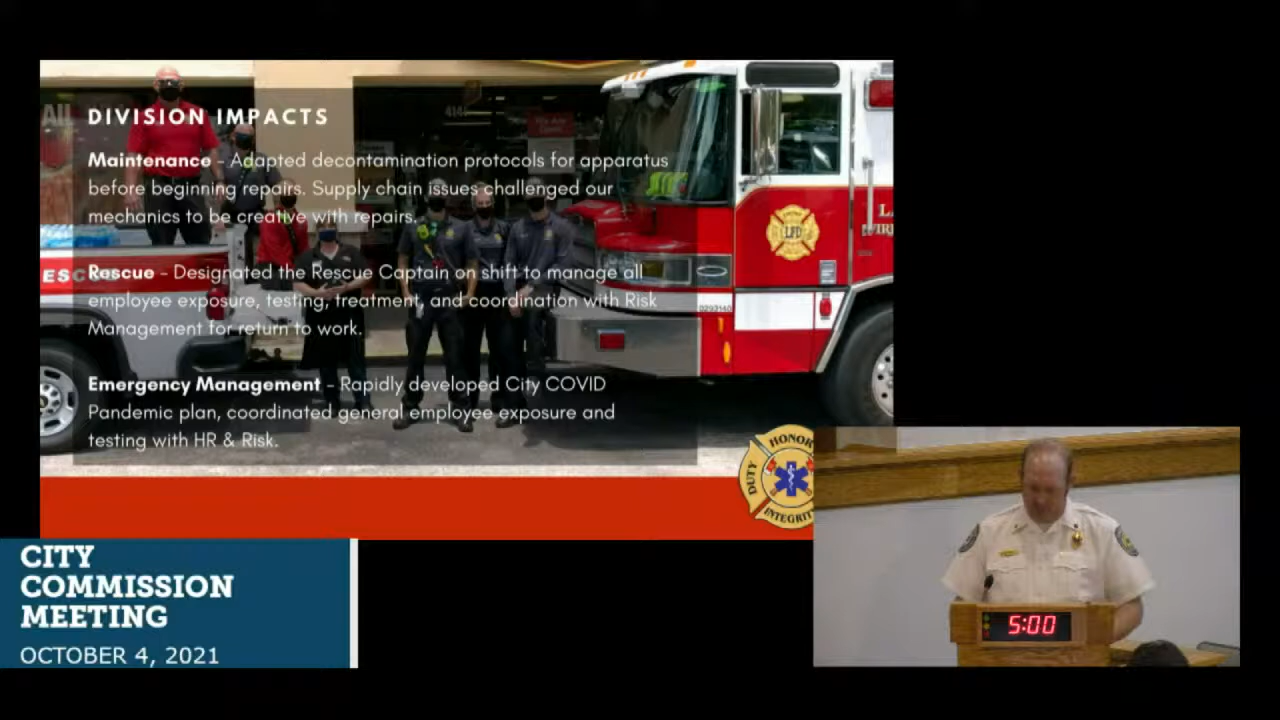 DIVISION IMPACTS
Maintenance - Adapted decontamination protocols for apparatus
before beginning repairs. Supply chain issues challenged our
mechanics to be creative with repairs.
Rescue - Designated the Rescue Captain on shift to manage all
employee exposure, testing, treatment, and coordination with Risk
Management for return to work.
Emergency Management - Rapidly developed City COVID
Pandemic plan, coordinated general employee exposure and
testing with HR & Risk.
ESC
LFD
HONOR
DUTY
INTEGRIT
CITY
COMMISSION
MEETING
OCTOBER 4, 2021
5:00